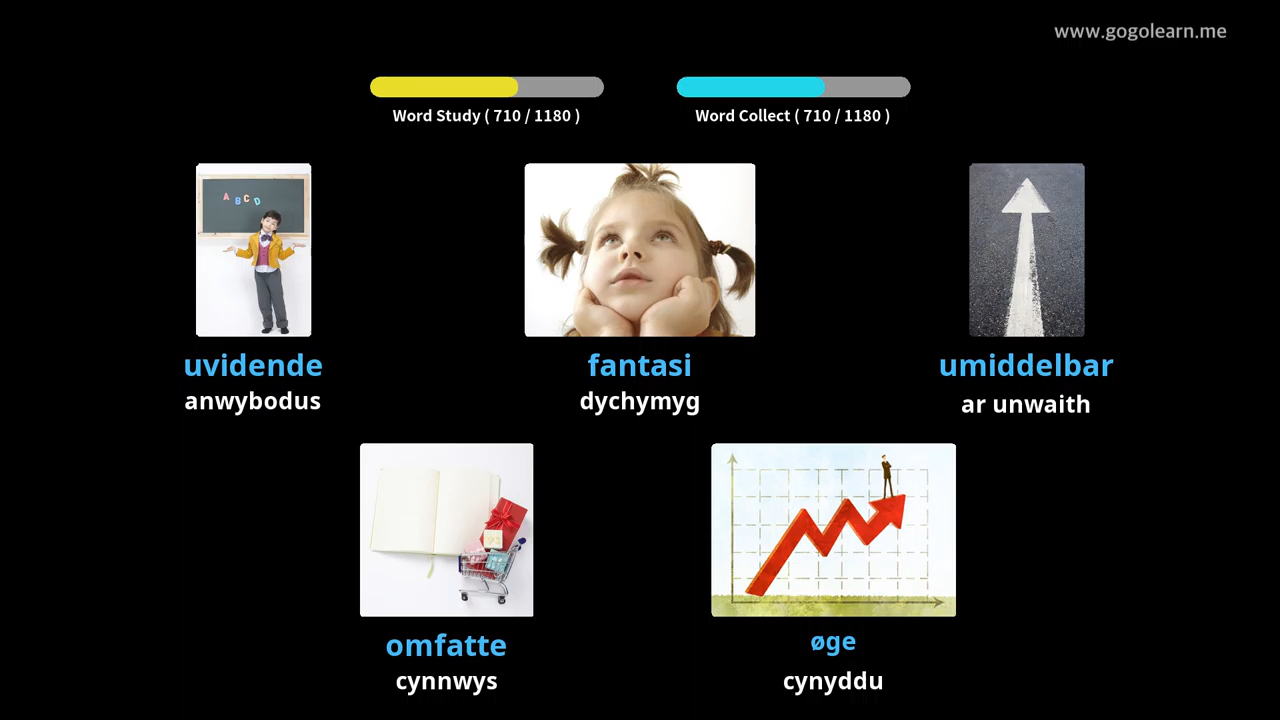 www.gogolearn.me
Word Study ( 710 / 1180 )
Word Collect ( 710 / 1180 )
A B C D
uvidende
anwybodus
fantasi
dychymyg
umiddelbar
ar unwaith
omfatte
cynnwys
øge
cynyddu